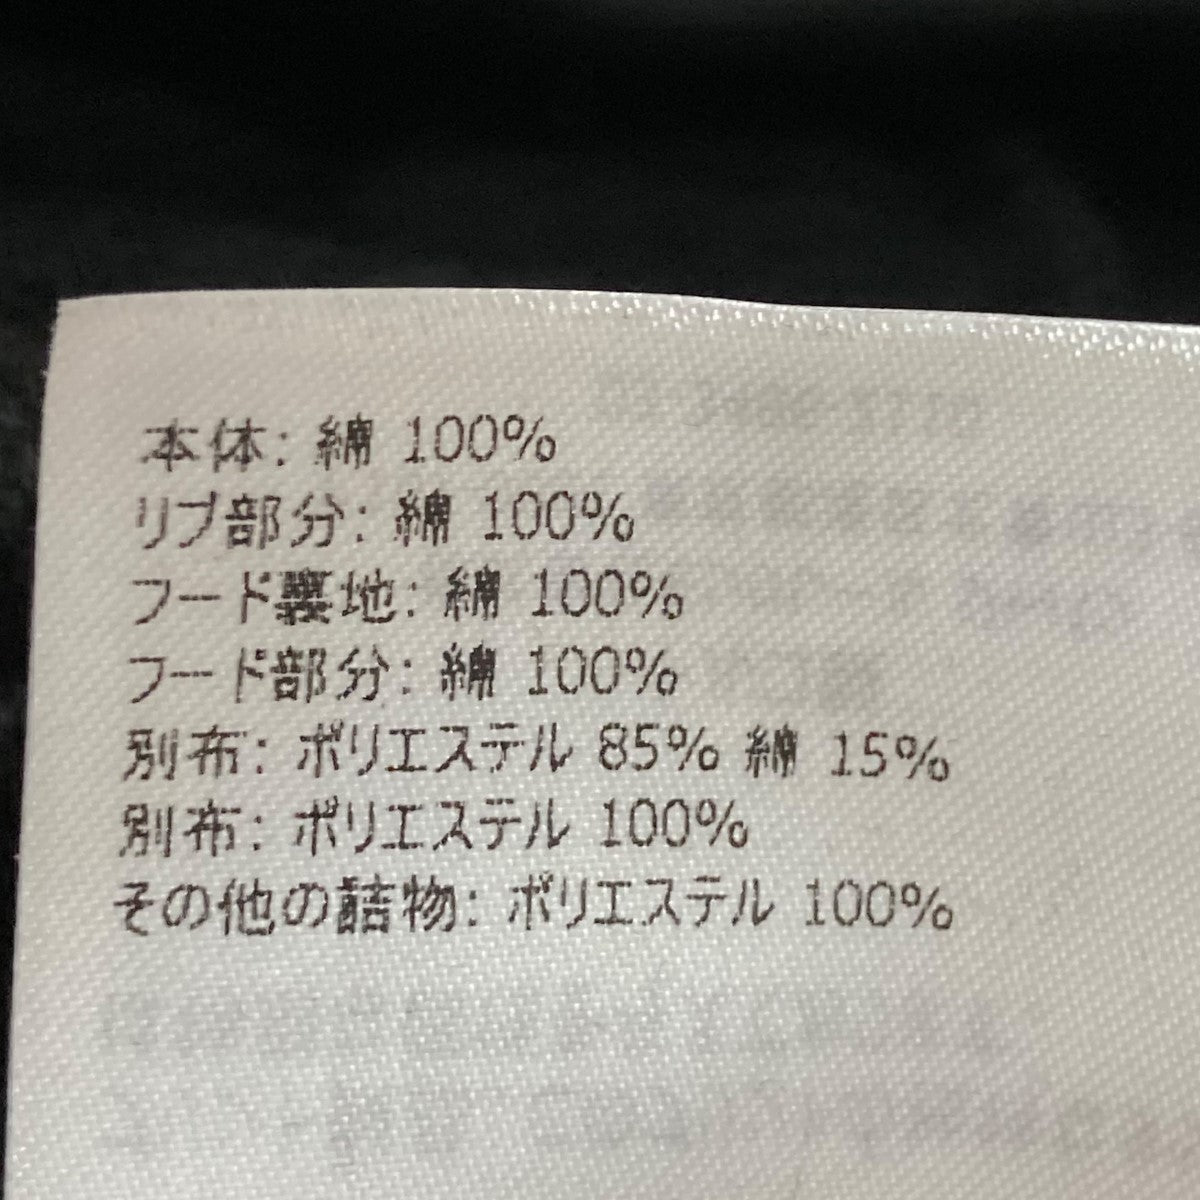 本体: 綿 100%
リブ部分: 綿 100%
フード裏地: 綿 100%
フード部分: 綿 100%
別布: ポリエステル 85% 綿 15%
別布: ポリエステル 100%
その他の詰物: ポリエステル 100%